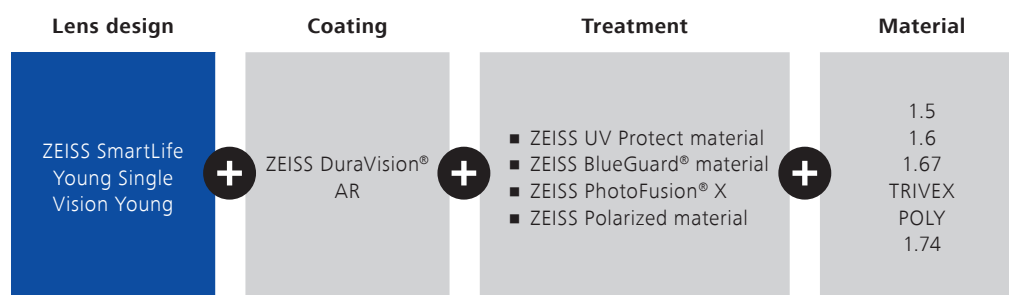 Lens design
Coating
Treatment
Material
ZEISS SmartLife
Young Single
Vision Young
ZEISS DuraVision®
AR
■ ZEISS UV Protect material
■ ZEISS BlueGuard® material
■ ZEISS PhotoFusion® X
■ ZEISS Polarized material
1.5
1.6
1.67
TRIVEX
POLY
1.74